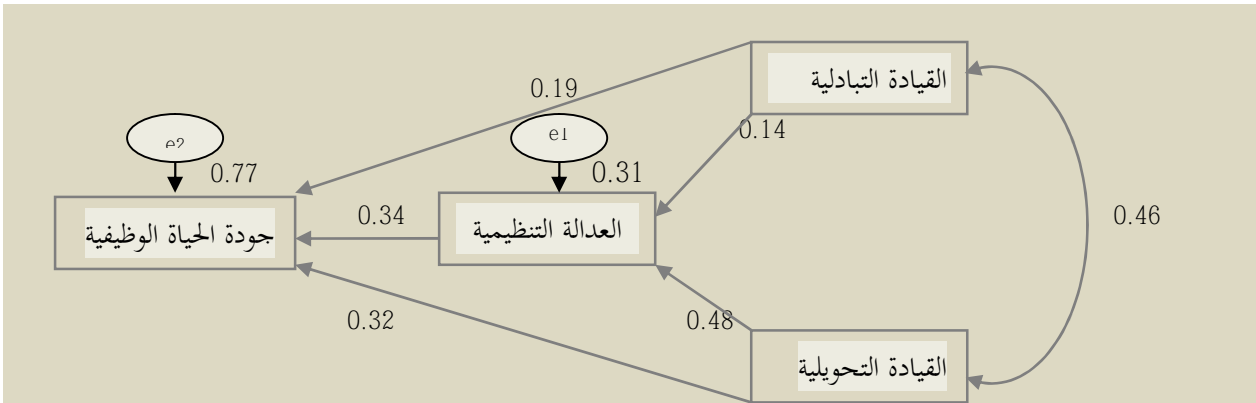 القيادة التبادلية
0.19
e1
0.14
e2
0.77
0.31
0.46
0.34
العدالة التنظيمية
جودة الحياة الوظيفية
0.32
0.48
القيادة التحويلية